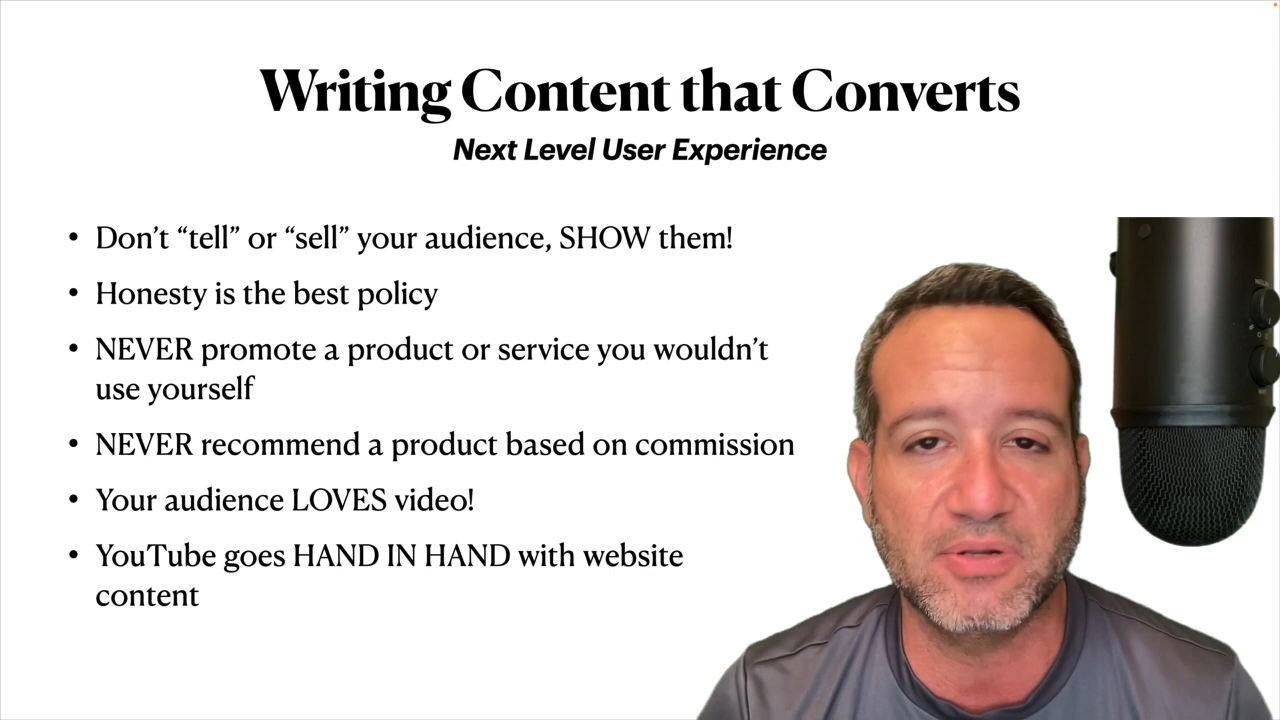 Writing Content that Converts
Next Level User Experience
• Don’t “tell” or “sell” your audience, SHOW them!
• Honesty is the best policy
• NEVER promote a product or service you wouldn’t
use yourself
• NEVER recommend a product based on commission
• Your audience LOVES video!
• YouTube goes HAND IN HAND with website
content